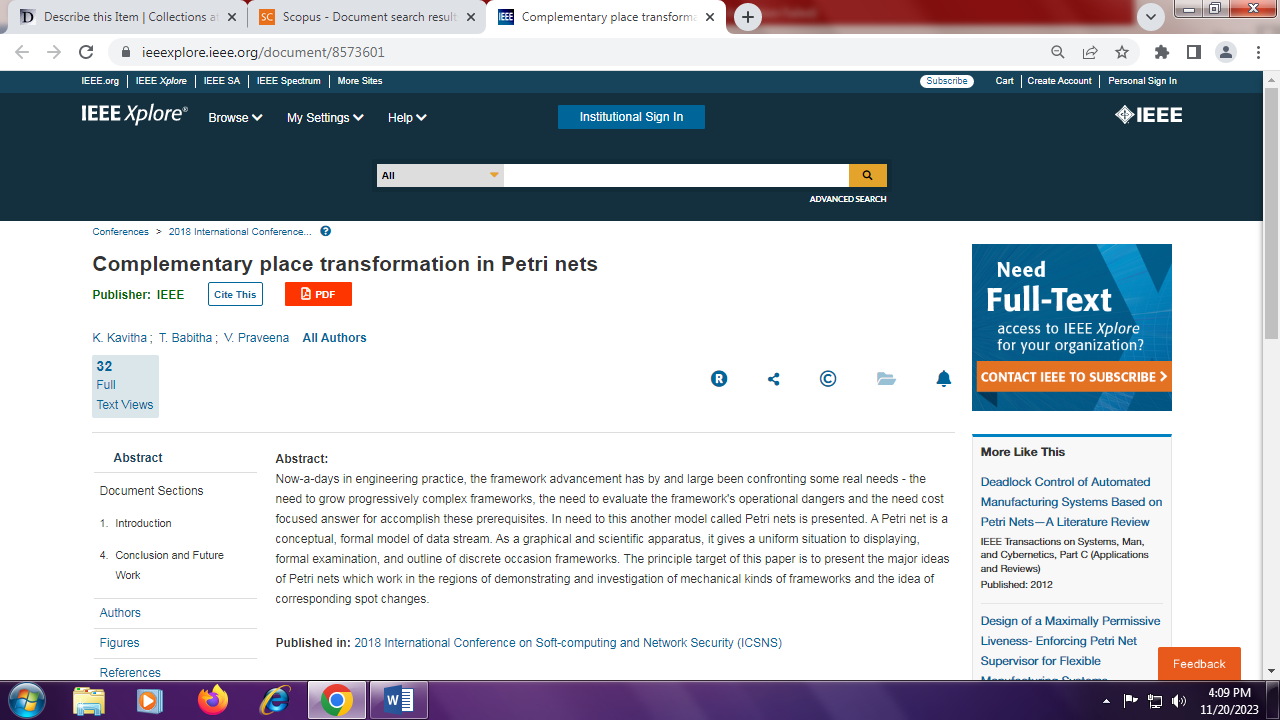 Describe this Item | Collections a
Scopus - Document search result
Complementary place transforma
ieeexplore.ieee.org/document/8573601
IEEE.org | IEEE Xplore | IEEE SA | IEEE Spectrum | More Sites
Subscribe
Cart | Create Account | Personal Sign In
IEEE Xplore®
Browse
My Settings
Help
Institutional Sign In
IEEE
All
ADVANCED SEARCH
Conferences > 2018 International Conference... ?
Complementary place transformation in Petri nets
Publisher: IEEE
Cite This
PDF
K. Kavitha ; T. Babitha ; V. Praveena All Authors
32
Full
Text Views
R
©
Need
Full-Text
access to IEEE Xplore
for your organization?
CONTACT IEEE TO SUBSCRIBE >
Abstract
Document Sections
1. Introduction
4. Conclusion and Future
Work
Authors
Figures
References
Abstract:
Now-a-days in engineering practice, the framework advancement has by and large been confronting some real needs - the
need to grow progressively complex frameworks, the need to evaluate the framework's operational dangers and the need cost
focused answer for accomplish these prerequisites. In need to this another model called Petri nets is presented. A Petri net is a
conceptual, formal model of data stream. As a graphical and scientific apparatus, it gives a uniform situation to displaying,
formal examination, and outline of discrete occasion frameworks. The principle target of this paper is to present the major ideas
of Petri nets which work in the regions of demonstrating and investigation of mechanical kinds of frameworks and the idea of
corresponding spot changes.
Published in: 2018 International Conference on Soft-computing and Network Security (ICSNS)
More Like This
Deadlock Control of Automated
Manufacturing Systems Based on
Petri Nets—A Literature Review
IEEE Transactions on Systems, Man,
and Cybernetics, Part C (Applications
and Reviews)
Published: 2012
Design of a Maximally Permissive
Liveness- Enforcing Petri Net
Supervisor for Flexible
Manufacturing Systems
Feedback
4:09 PM
11/20/2023